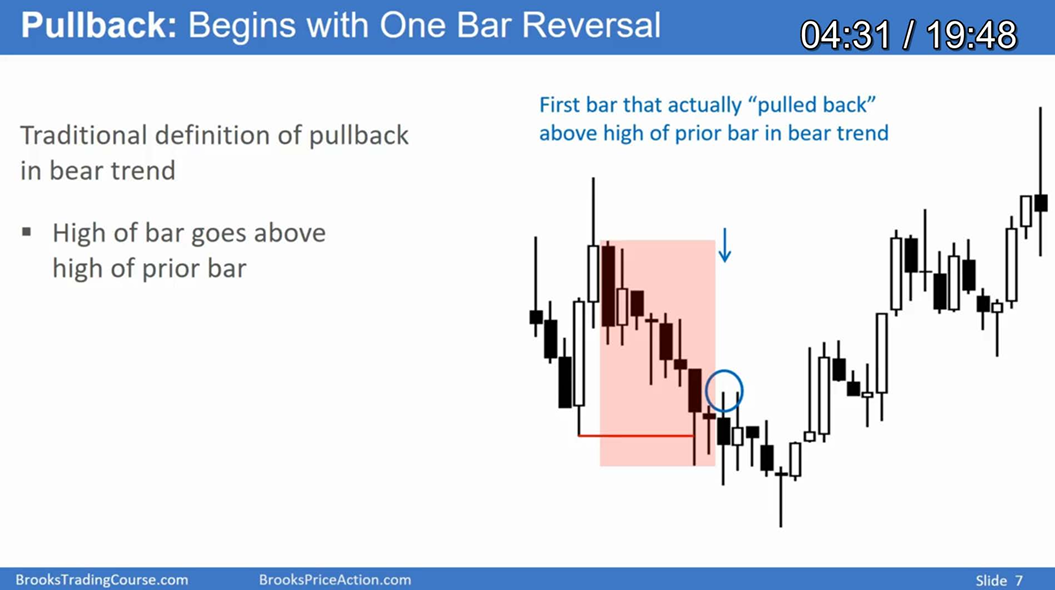 Pullback: Begins with One Bar Reversal
04:31 / 19:48
Traditional definition of pullback
in bear trend
▪ High of bar goes above
high of prior bar
First bar that actually “pulled back”
above high of prior bar in bear trend
BrooksTradingCourse.com
BrooksPriceAction.com
Slide 7